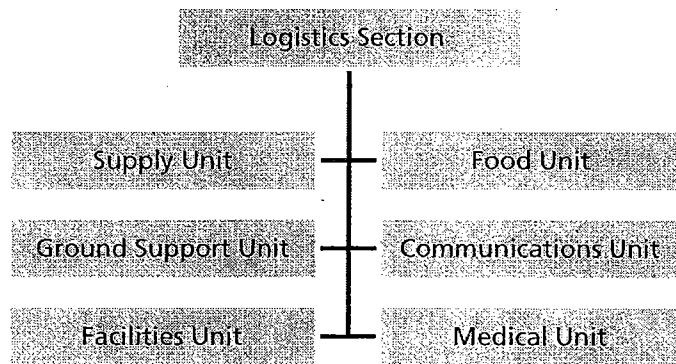 Logistics Section
Supply Unit
Food Unit
Ground Support Unit
Communications Unit
Facilities Unit
Medical Unit